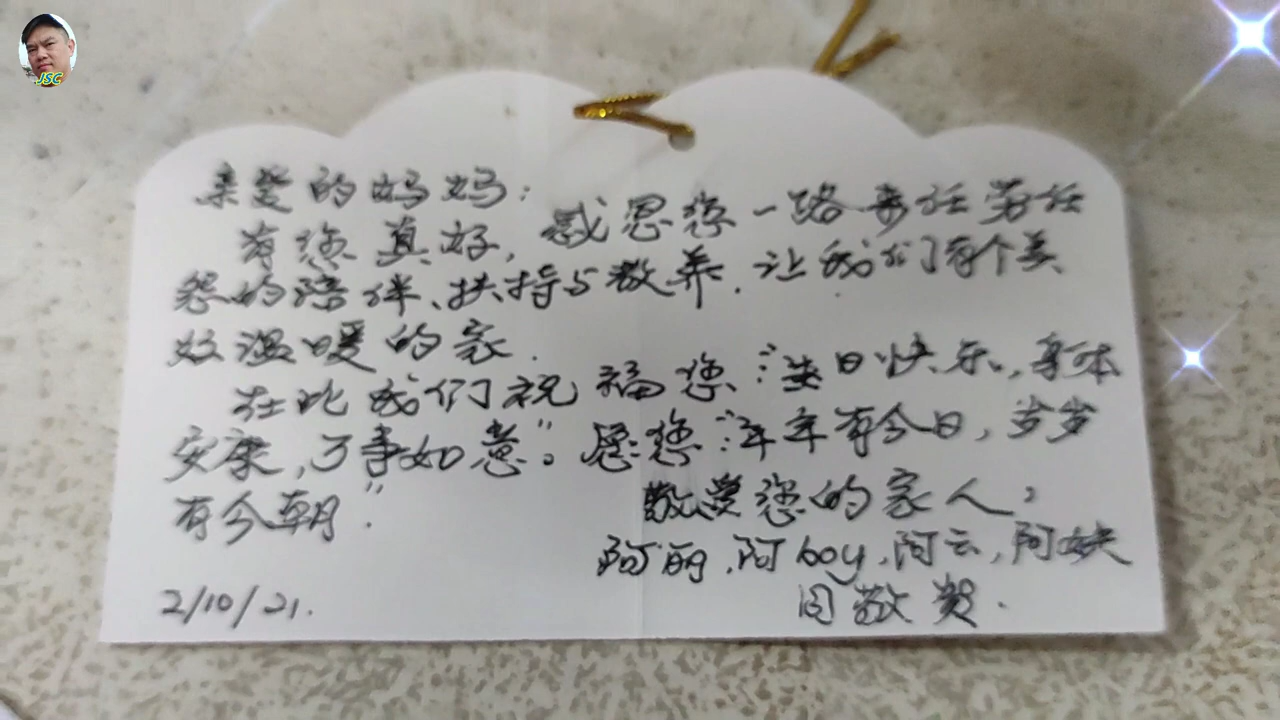 JSC
亲爱的妈妈:
有您真好,感恩您一路来任劳任
怨的陪伴、扶持与教养.让我们有个美
好温暖的家.
在此我们祝福您:“生日快乐,身体
安康,万事如意”。愿您:“年年有今日,岁岁
有今朝”.
敬爱您的家人:
阿丽,阿boy,阿云,阿妹
同敬贺.
2/10/21.